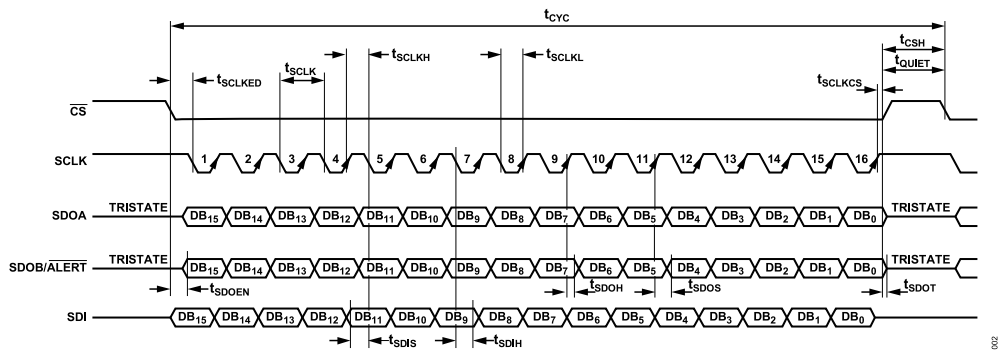 tCYC
tCSH
tQUIET
tSCLKED
tSCLK
tSCLKH
tSCLKL
tSCLKCS
CS
SCLK 1 2 3 4 5 6 7 8 9 10 11 12 13 14 15 16
SDOA TRISTATE DB15 DB14 DB13 DB12 DB11 DB10 DB9 DB8 DB7 DB6 DB5 DB4 DB3 DB2 DB1 DB0 TRISTATE
SDOB/ALERT TRISTATE DB15 DB14 DB13 DB12 DB11 DB10 DB9 DB8 DB7 DB6 DB5 DB4 DB3 DB2 DB1 DB0 TRISTATE
tSDOEN
tSDOH
tSDOS
tSDOT
SDI DB15 DB14 DB13 DB12 DB11 DB10 DB9 DB8 DB7 DB6 DB5 DB4 DB3 DB2 DB1 DB0
tSDIS
tSDIH
002